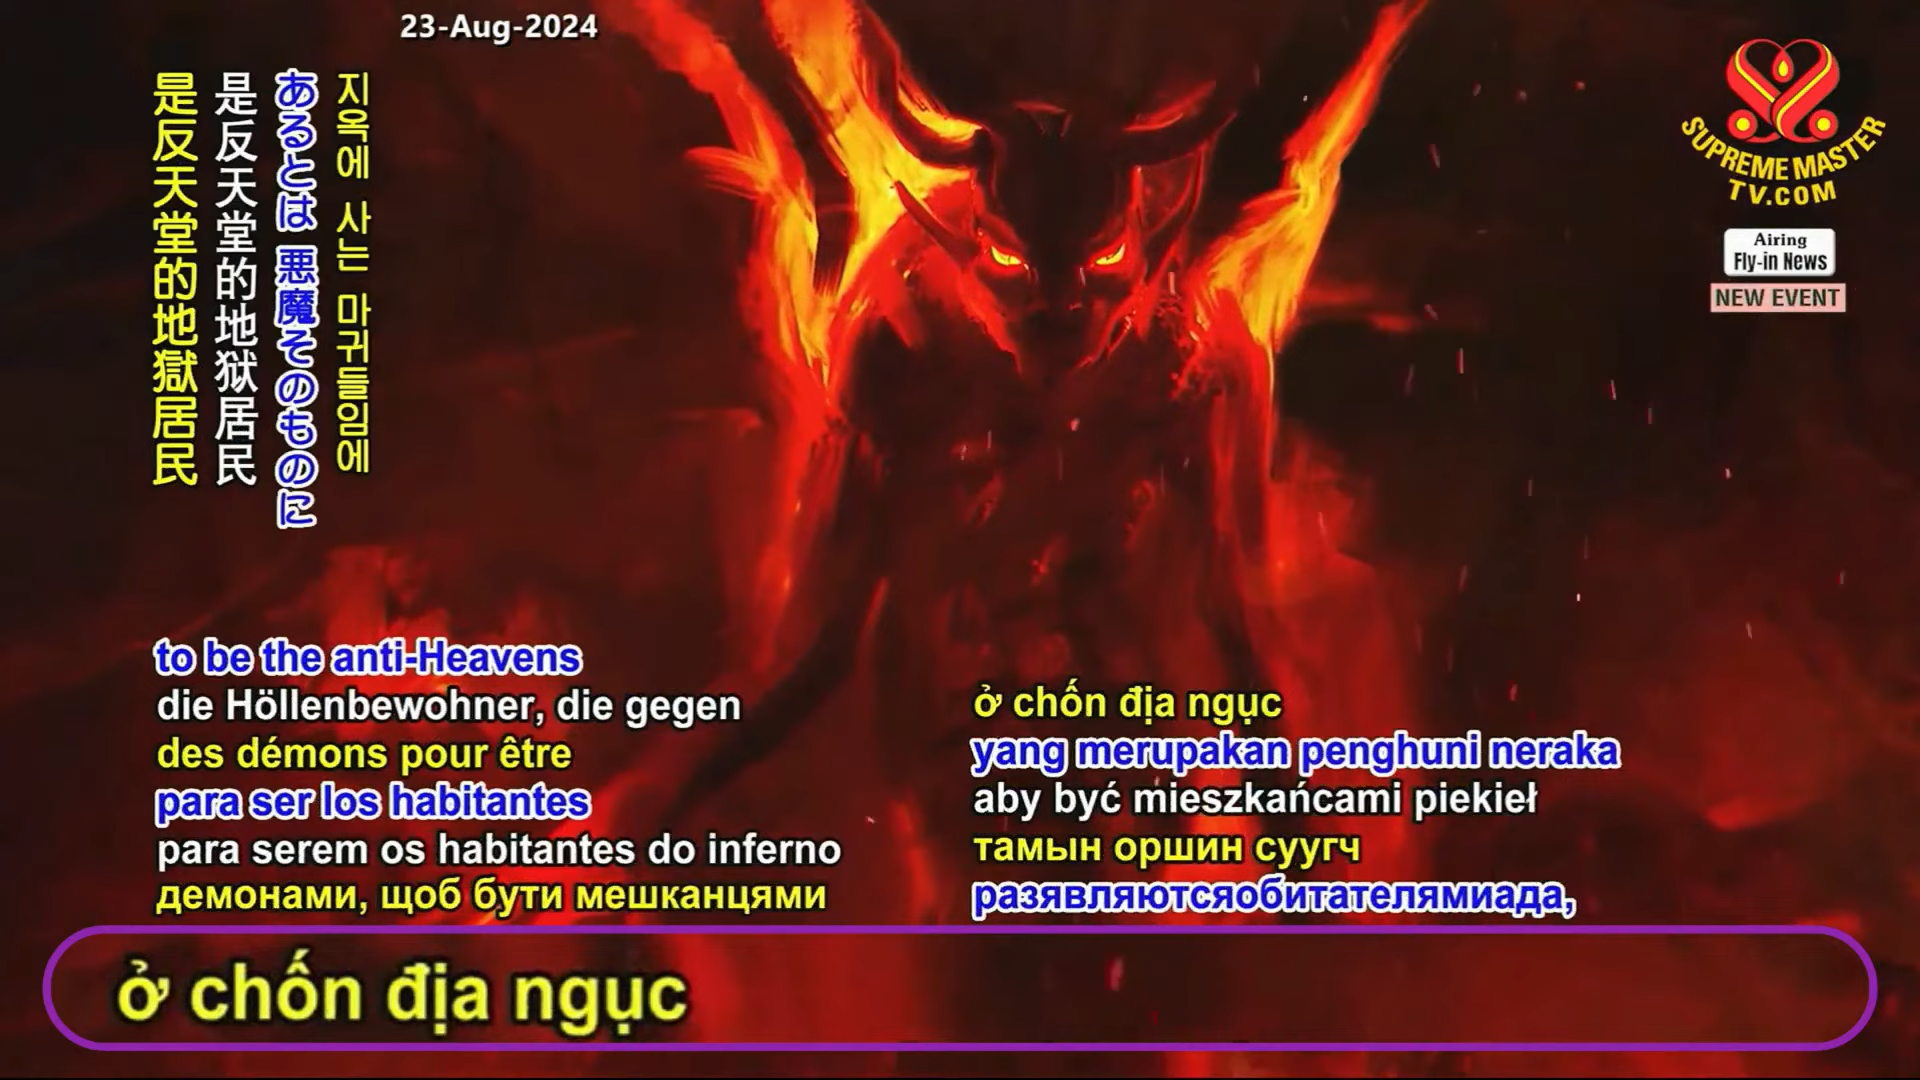 23-Aug-2024
지옥에 사는 마귀들임에
あるとは 悪魔そのものに
是反天堂的地狱居民
是反天堂的地獄居民
SUPREME MASTER
TV.COM
Airing
Fly-in News
NEW EVENT
to be the anti-Heavens
die Höllenbewohner, die gegen
des démons pour être
para ser los habitantes
para serem os habitantes do inferno
демонами, щоб бути мешканцями
ở chốn địa ngục
yang merupakan penghuni neraka
aby być mieszkańcami piekieł
тамын оршин суугч
разявляютсяобитателямиада,
ở chốn địa ngục